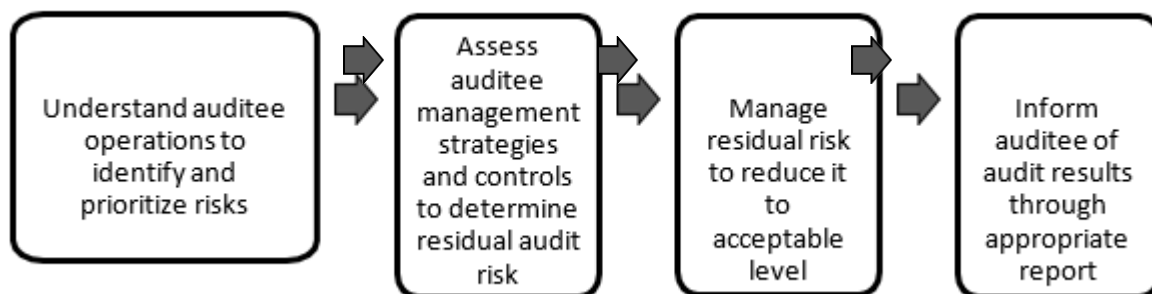 Understand auditee
operations to
identify and
prioritize risks
Assess
auditee
management
strategies
and controls
to determine
residual audit
risk
Manage
residual risk
to reduce it
to
acceptable
level
Inform
auditee of
audit results
through
appropriate
report